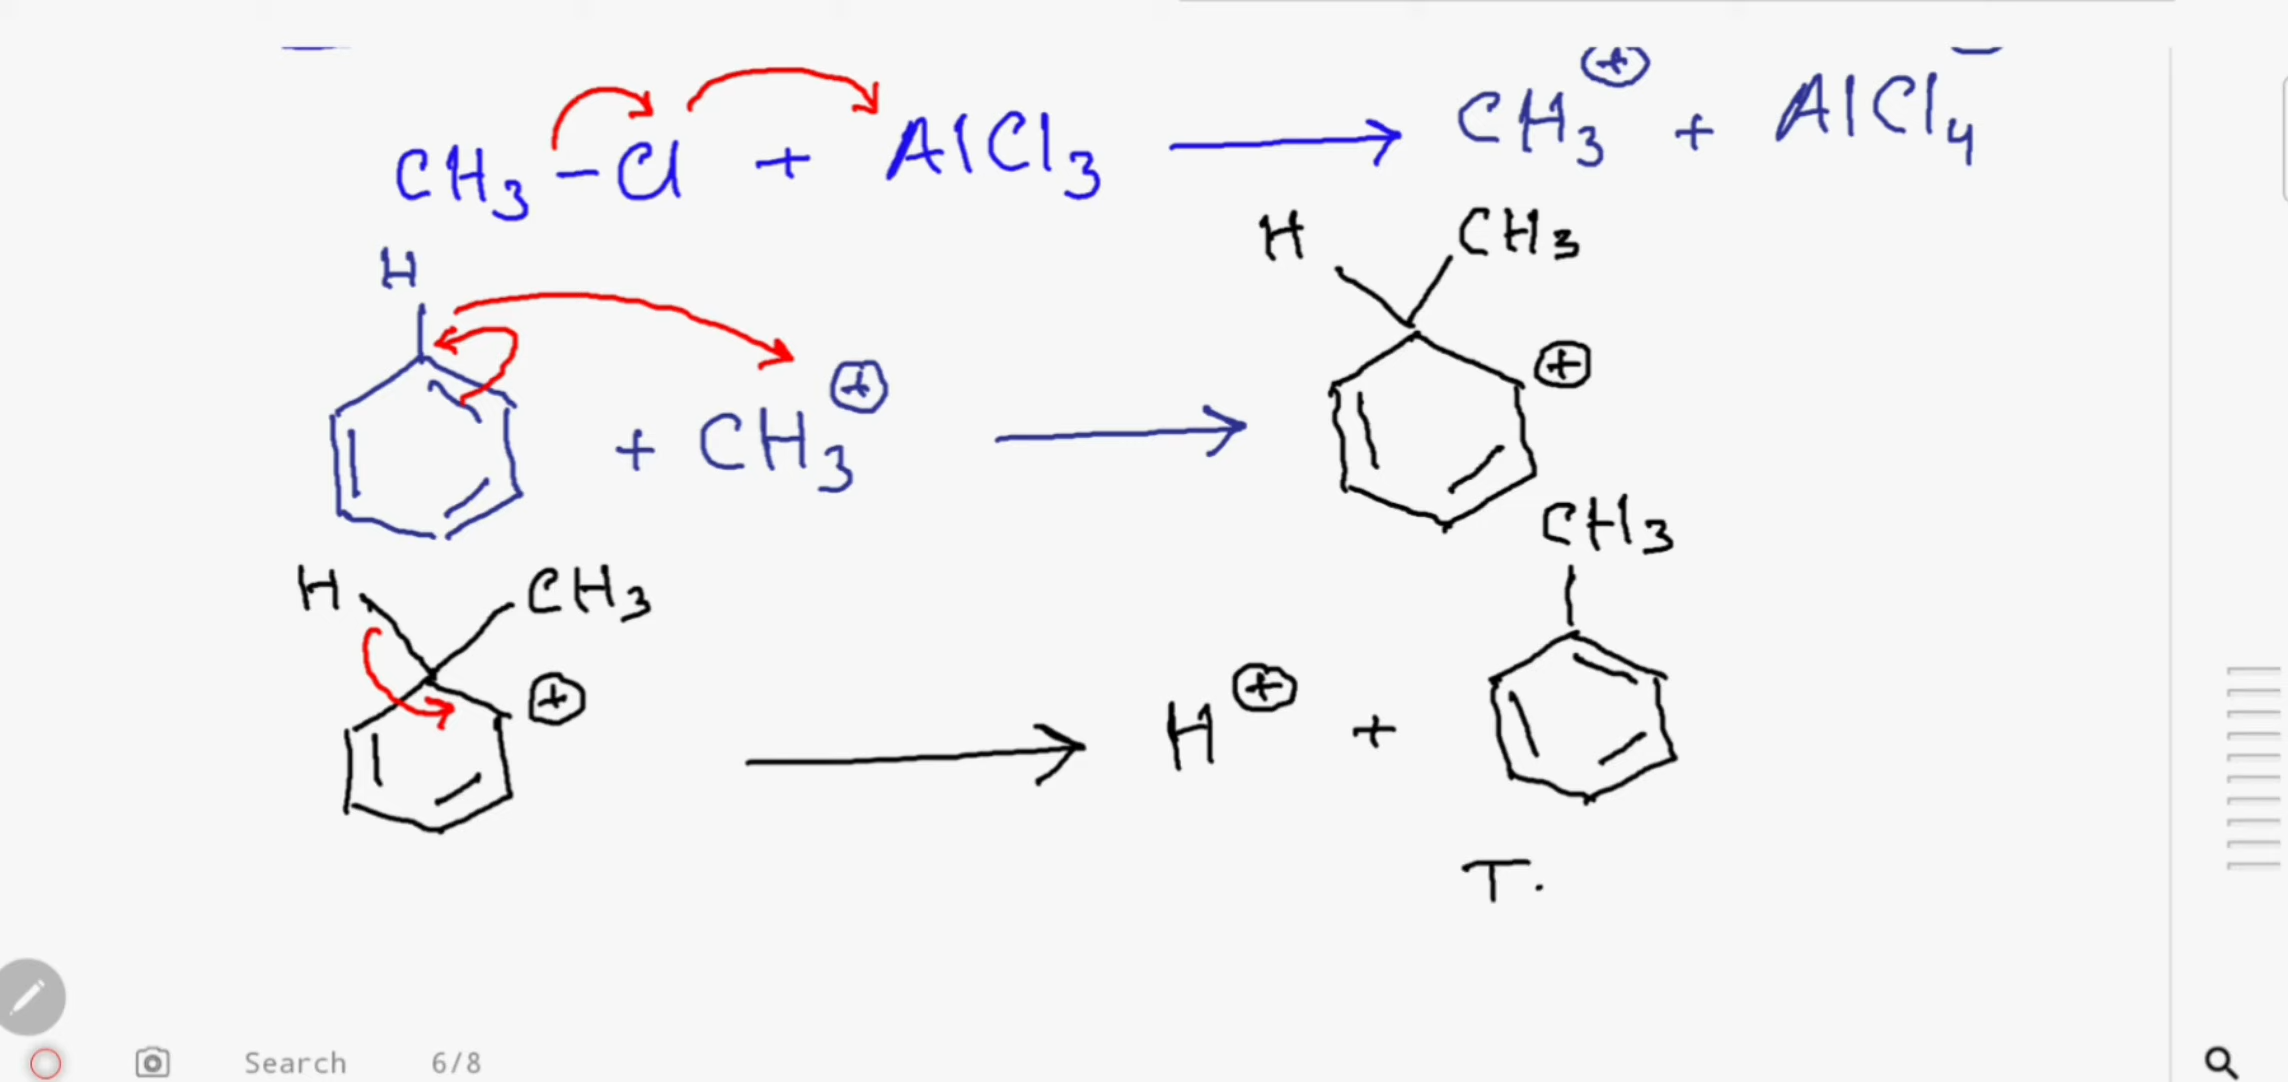 CH₃-Cl + AlCl₃ → CH₃⊕ + AlCl₄⁻
H CH₃
H
⊕
+ CH₃⊕ →
CH₃
H CH₃
⊕
→ H⊕ +
T.
Search 6/8